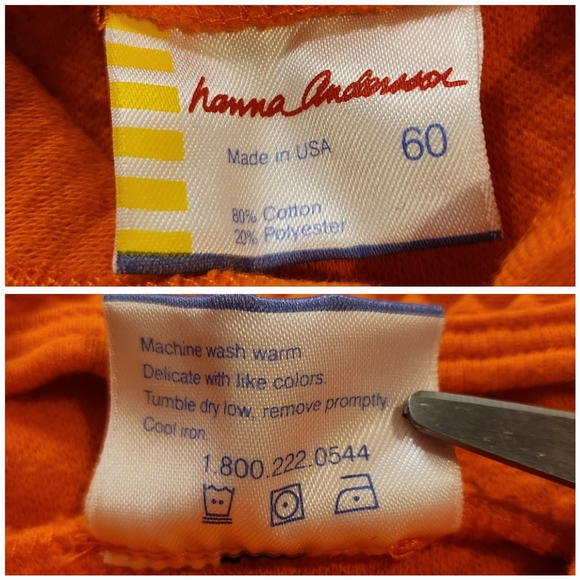 hanna Andersson
Made in USA
60
80% Cotton
20% Polyester
Machine wash warm
Delicate with like colors.
Tumble dry low, remove promptly.
Cool iron.
1.800.222.0544